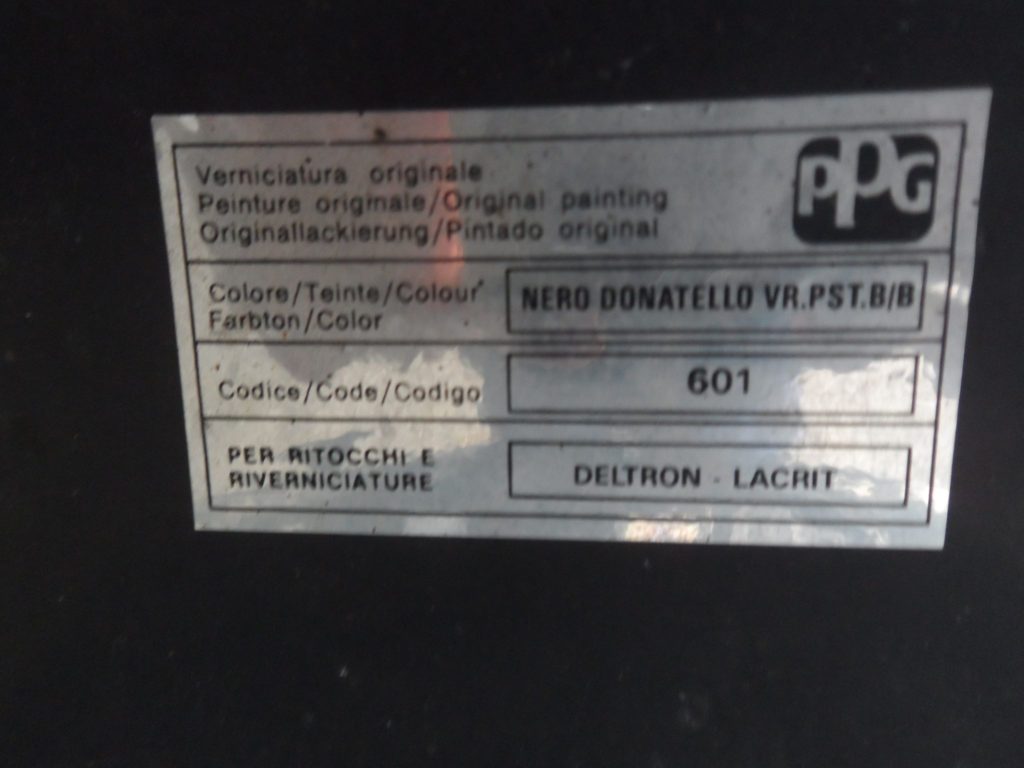 Verniciatura originale
Peinture originale/Original painting
Originallackierung/Pintado original
PPG
Colore/Teinte/Colour
Farbton/Color
NERO DONATELLO VR.PST.B/B
Codice/Code/Codigo
601
PER RITOCCHI E
RIVERNICIATURE
DELTRON - LACRIT